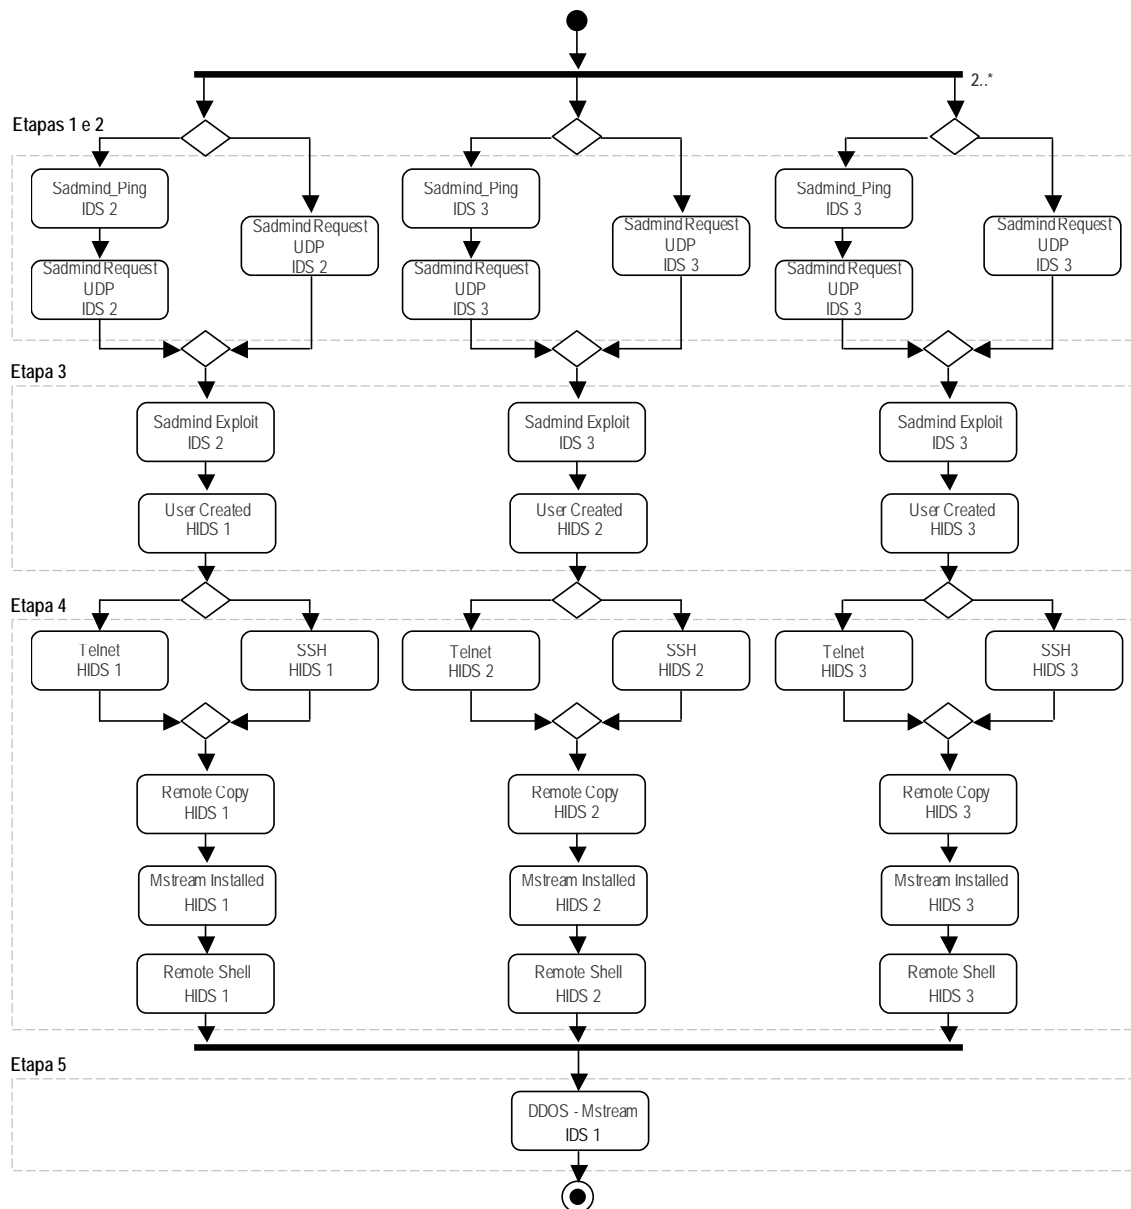 2..*
Etapas 1 e 2
Sadmind_Ping
IDS 2
Sadmind Request
UDP
IDS 2
Sadmind Request
UDP
IDS 2
Sadmind_Ping
IDS 3
Sadmind Request
UDP
IDS 3
Sadmind Request
UDP
IDS 3
Sadmind_Ping
IDS 3
Sadmind Request
UDP
IDS 3
Sadmind Request
UDP
IDS 3
Etapa 3
Sadmind Exploit
IDS 2
Sadmind Exploit
IDS 3
Sadmind Exploit
IDS 3
User Created
HIDS 1
User Created
HIDS 2
User Created
HIDS 3
Etapa 4
Telnet
HIDS 1
SSH
HIDS 1
Telnet
HIDS 2
SSH
HIDS 2
Telnet
HIDS 3
SSH
HIDS 3
Remote Copy
HIDS 1
Remote Copy
HIDS 2
Remote Copy
HIDS 3
Mstream Installed
HIDS 1
Mstream Installed
HIDS 2
Mstream Installed
HIDS 3
Remote Shell
HIDS 1
Remote Shell
HIDS 2
Remote Shell
HIDS 3
Etapa 5
DDOS - Mstream
IDS 1